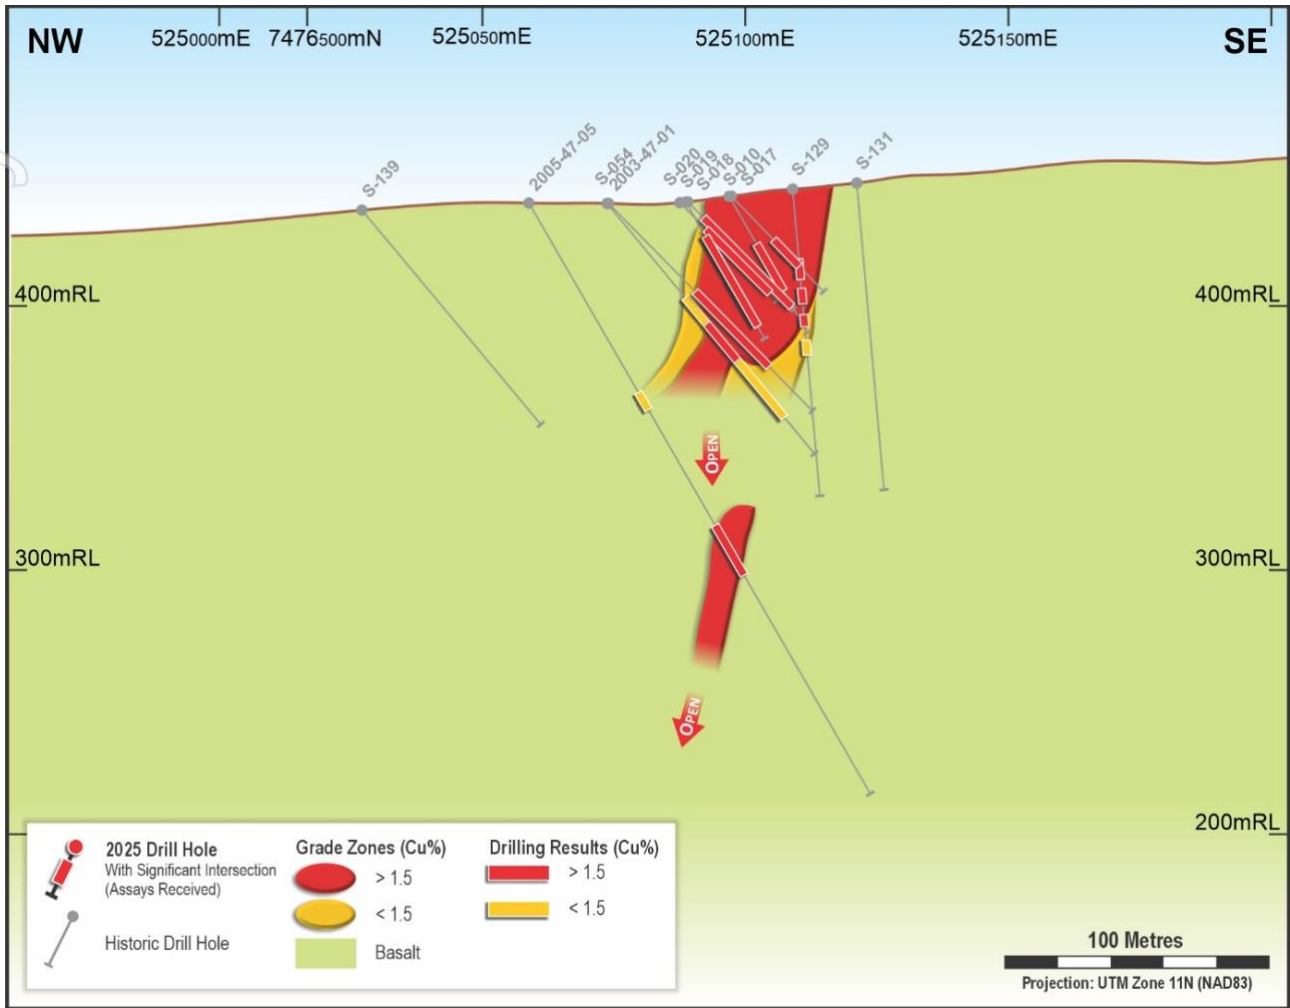 NW
525000mE
7476500mN
525050mE
525100mE
525150mE
SE
S-139
2005-47-05
S-054
2003-47-01
S-020
S-019
S-018
S-010
S-017
S-129
S-131
400mRL
400mRL
OPEN
300mRL
300mRL
OPEN
200mRL
2025 Drill Hole
With Significant Intersection
(Assays Received)
Historic Drill Hole
Grade Zones (Cu%)
> 1.5
< 1.5
Basalt
Drilling Results (Cu%)
> 1.5
< 1.5
100 Metres
Projection: UTM Zone 11N (NAD83)